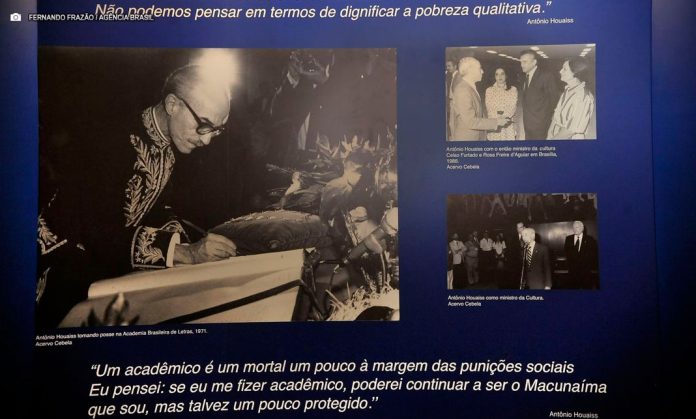 FERNANDO FRAZÃO | AGÊNCIA BRASIL
Não podemos pensar em termos de dignificar a pobreza qualitativa.”
Antônio Houaiss
Antônio Houaiss com o então ministro da cultura
Celso Furtado e Rosa Freire d'Aguiar em Brasília,
Acervo Cebela
Antônio Houaiss como ministro da Cultura.
Acervo Cebela
Antônio Houaiss tomando posse na Academia Brasileira de Letras, 1971.
Acervo Cebela
“Um acadêmico é um mortal um pouco à margem das punições sociais
Eu pensei: se eu me fizer acadêmico, poderei continuar a ser o Macunaíma
que sou, mas talvez um pouco protegido.”
Antônio Houaiss